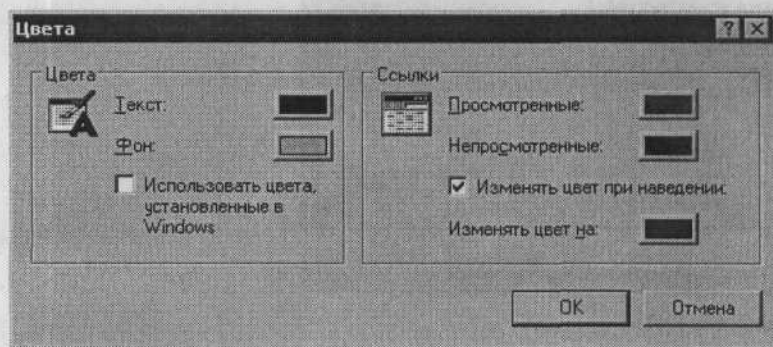 Цвета
Цвета
Текст:
Фон:
Использовать цвета,
установленные в
Windows
Ссылки
Просмотренные:
Непросмотренные:
Изменять цвет при наведении:
Изменять цвет на:
OK
Отмена